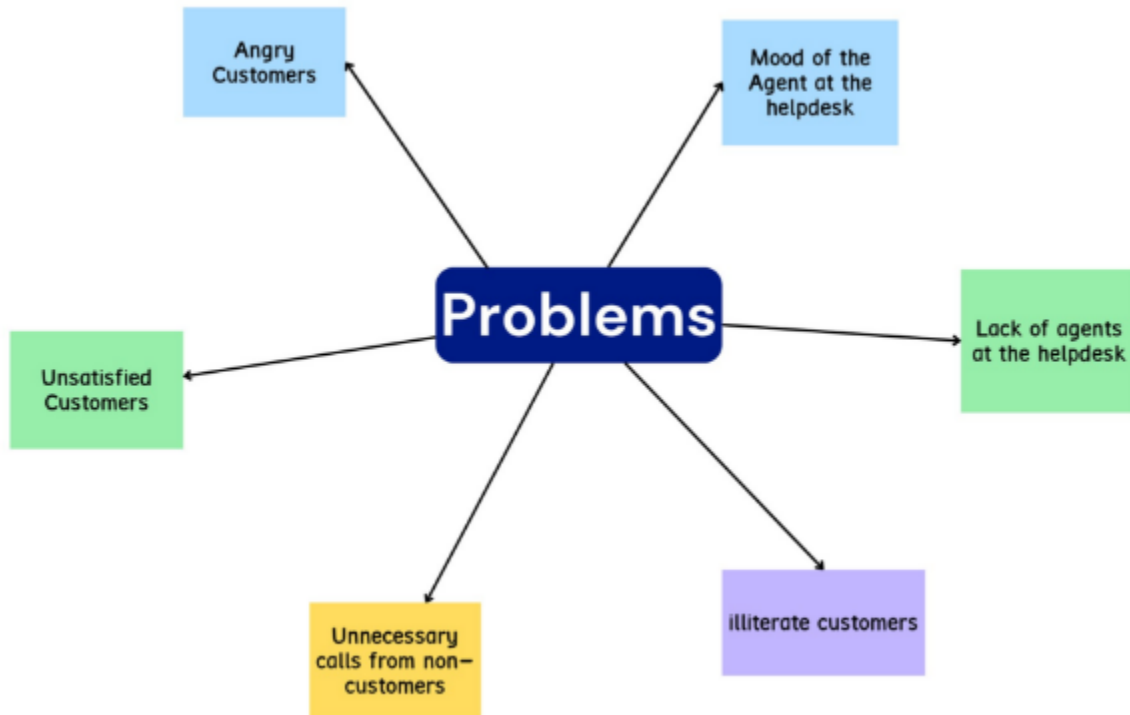 Angry
Customers
Mood of the
Agent at the
helpdesk
Problems
Lack of agents
at the helpdesk
Unsatisfied
Customers
illiterate customers
Unnecessary
calls from non-
customers